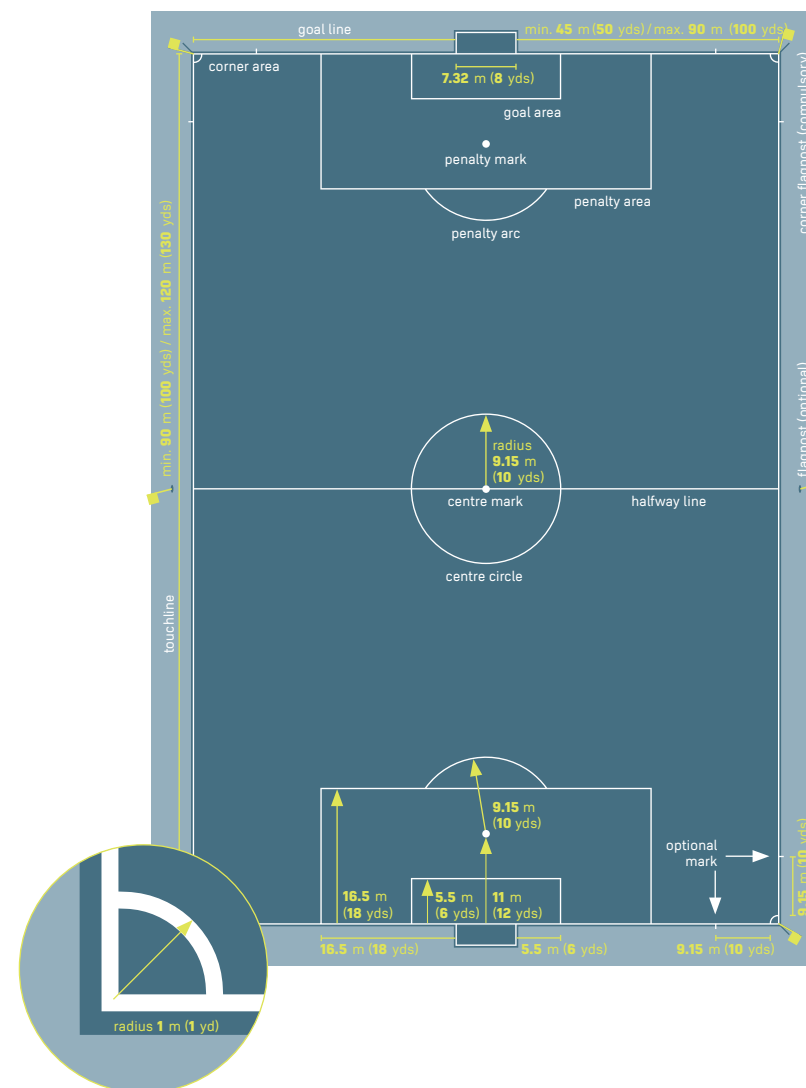 goal line
min. 45 m (50 yds) / max. 90 m (100 yds)
corner area
7.32 m (8 yds)
goal area
penalty mark
penalty area
penalty arc
corner flagpost (compulsory)
min. 90 m (100 yds) / max. 120 m (130 yds)
flagpost (optional)
radius
9.15 m
(10 yds)
centre mark
halfway line
centre circle
touchline
9.15 m
(10 yds)
optional
mark
9.15 m (10 yds)
16.5 m
(18 yds)
5.5 m
(6 yds)
11 m
(12 yds)
16.5 m (18 yds)
5.5 m (6 yds)
9.15 m (10 yds)
radius 1 m (1 yd)